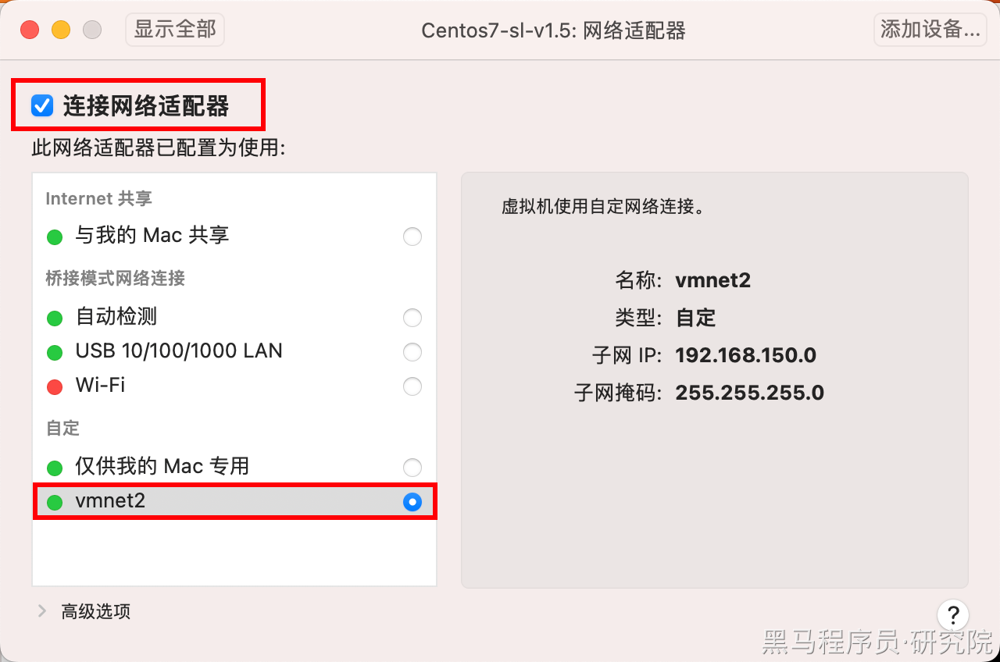 显示全部
Centos7-sl-v1.5: 网络适配器
添加设备...
连接网络适配器
此网络适配器已配置为使用:
Internet 共享
与我的 Mac 共享
桥接模式网络连接
自动检测
USB 10/100/1000 LAN
Wi-Fi
自定
仅供我的 Mac 专用
vmnet2
虚拟机使用自定网络连接。
名称: vmnet2
类型: 自定
子网 IP: 192.168.150.0
子网掩码: 255.255.255.0
高级选项
?
黑马程序员·研究院